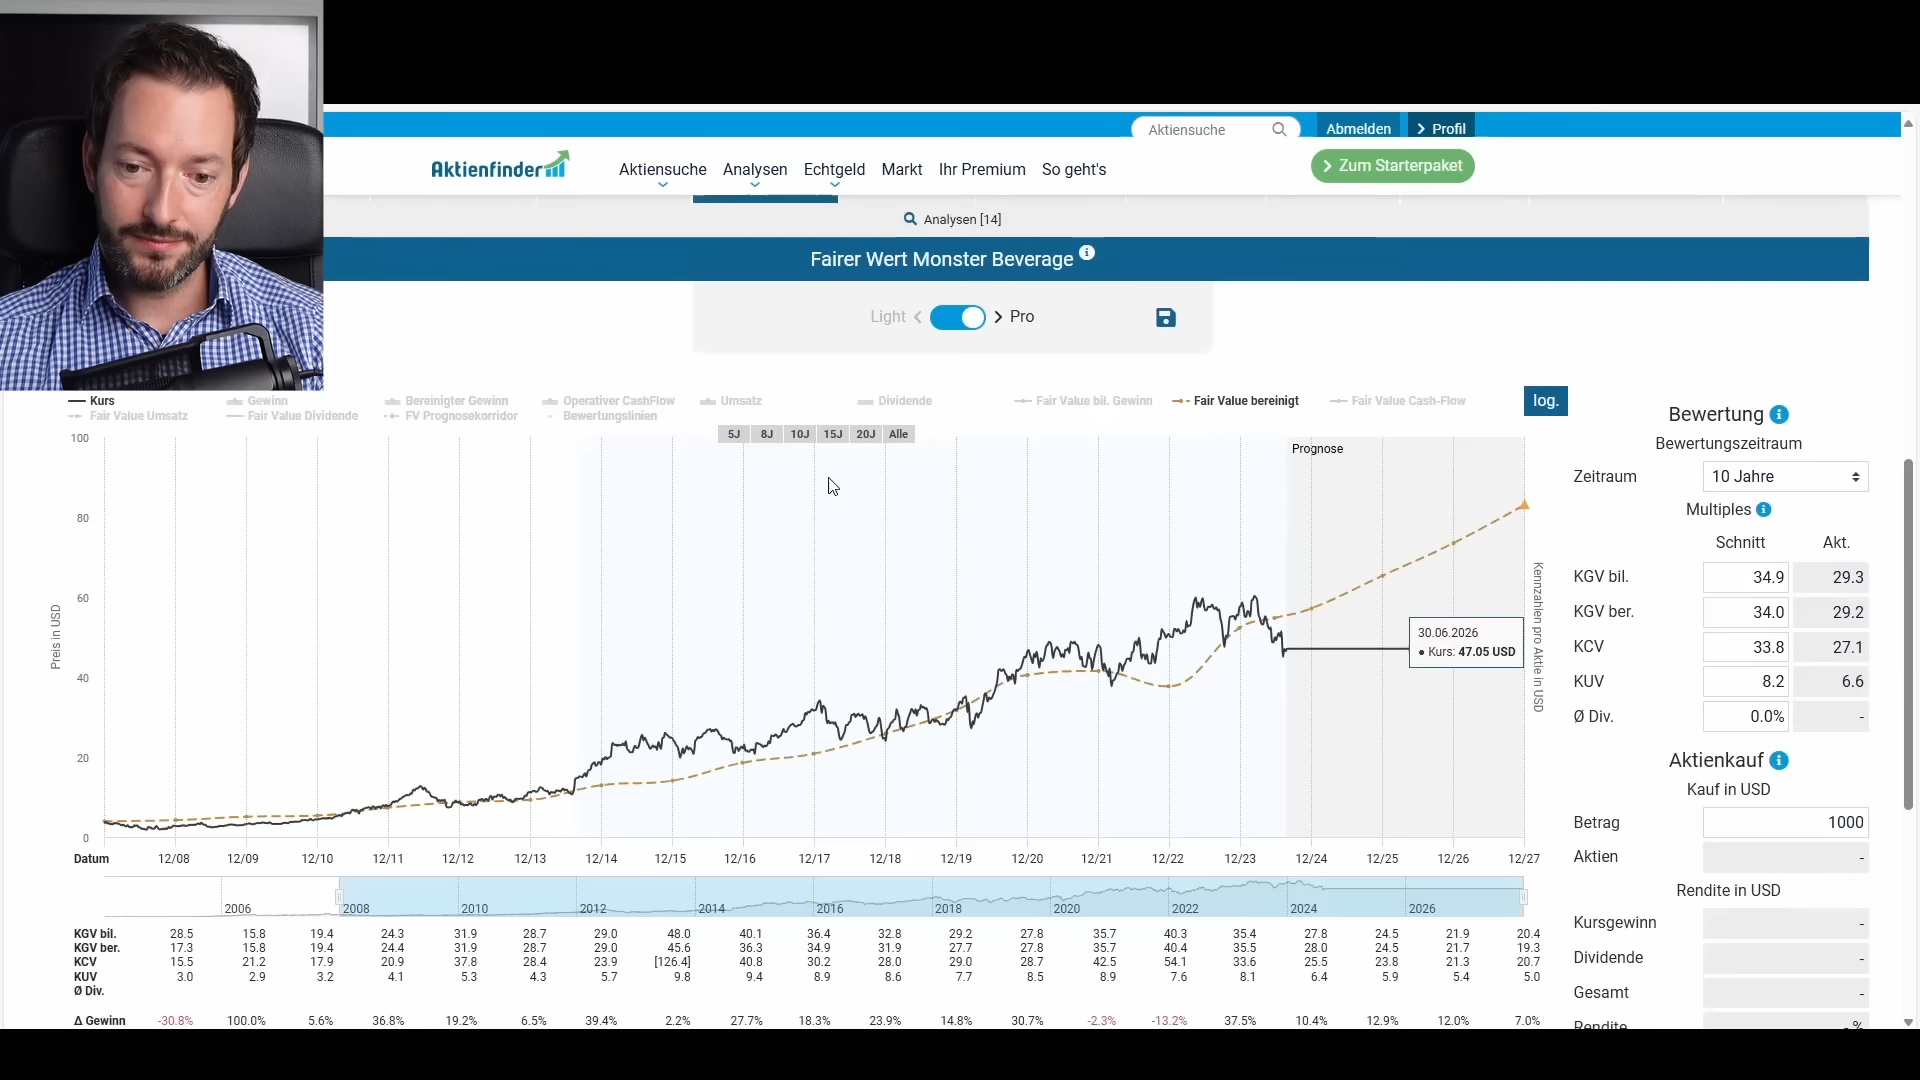 Aktiensuche
Abmelden
Profil
Aktienfinder
Aktiensuche Analysen Echtgeld Markt Ihr Premium So geht's
Zum Starterpaket
Analysen [14]
Fairer Wert Monster Beverage
Light Pro
Kurs Gewinn Bereinigter Gewinn Operativer CashFlow Umsatz Dividende Fair Value bil. Gewinn Fair Value bereinigt Fair Value Cash-Flow
Fair Value Umsatz Fair Value Dividende FV Prognosekorridor Bewertungslinien
log.
5J 8J 10J 15J 20J Alle
100
80
60
40
20
0
Preis in USD
Prognose
30.06.2026
● Kurs: 47.05 USD
Kennzahlen pro Aktie in USD
Datum 12/08 12/09 12/10 12/11 12/12 12/13 12/14 12/15 12/16 12/17 12/18 12/19 12/20 12/21 12/22 12/23 12/24 12/25 12/26 12/27
2006 2008 2010 2012 2014 2016 2018 2020 2022 2024 2026
KGV bil. 28.5 15.8 19.4 24.3 31.9 28.7 29.0 48.0 40.1 36.4 32.8 29.2 27.8 35.7 40.3 35.4 27.8 24.5 21.9 20.4
KGV ber. 17.3 15.8 19.4 24.4 31.9 28.7 29.0 45.6 36.3 34.9 31.9 27.7 27.8 35.7 40.4 35.5 28.0 24.5 21.7 19.3
KCV 15.5 21.2 17.9 20.9 37.8 28.4 23.9 [126.4] 40.8 30.2 28.0 29.0 28.7 42.5 54.1 33.6 25.5 23.8 21.3 20.7
KUV 3.0 2.9 3.2 4.1 5.3 4.3 5.7 9.8 9.4 8.9 8.6 7.7 8.5 8.9 7.6 8.1 6.4 5.9 5.4 5.0
Ø Div.
Δ Gewinn -30.8% 100.0% 5.6% 36.8% 19.2% 6.5% 39.4% 2.2% 27.7% 18.3% 23.9% 14.8% 30.7% -2.3% -13.2% 37.5% 10.4% 12.9% 12.0% 7.0%
Bewertung
Bewertungszeitraum
Zeitraum 10 Jahre
Multiples
Schnitt Akt.
KGV bil. 34.9 29.3
KGV ber. 34.0 29.2
KCV 33.8 27.1
KUV 8.2 6.6
Ø Div. 0.0% -
Aktienkauf
Kauf in USD
Betrag 1000
Aktien -
Rendite in USD
Kursgewinn -
Dividende -
Gesamt -
Rendite - %